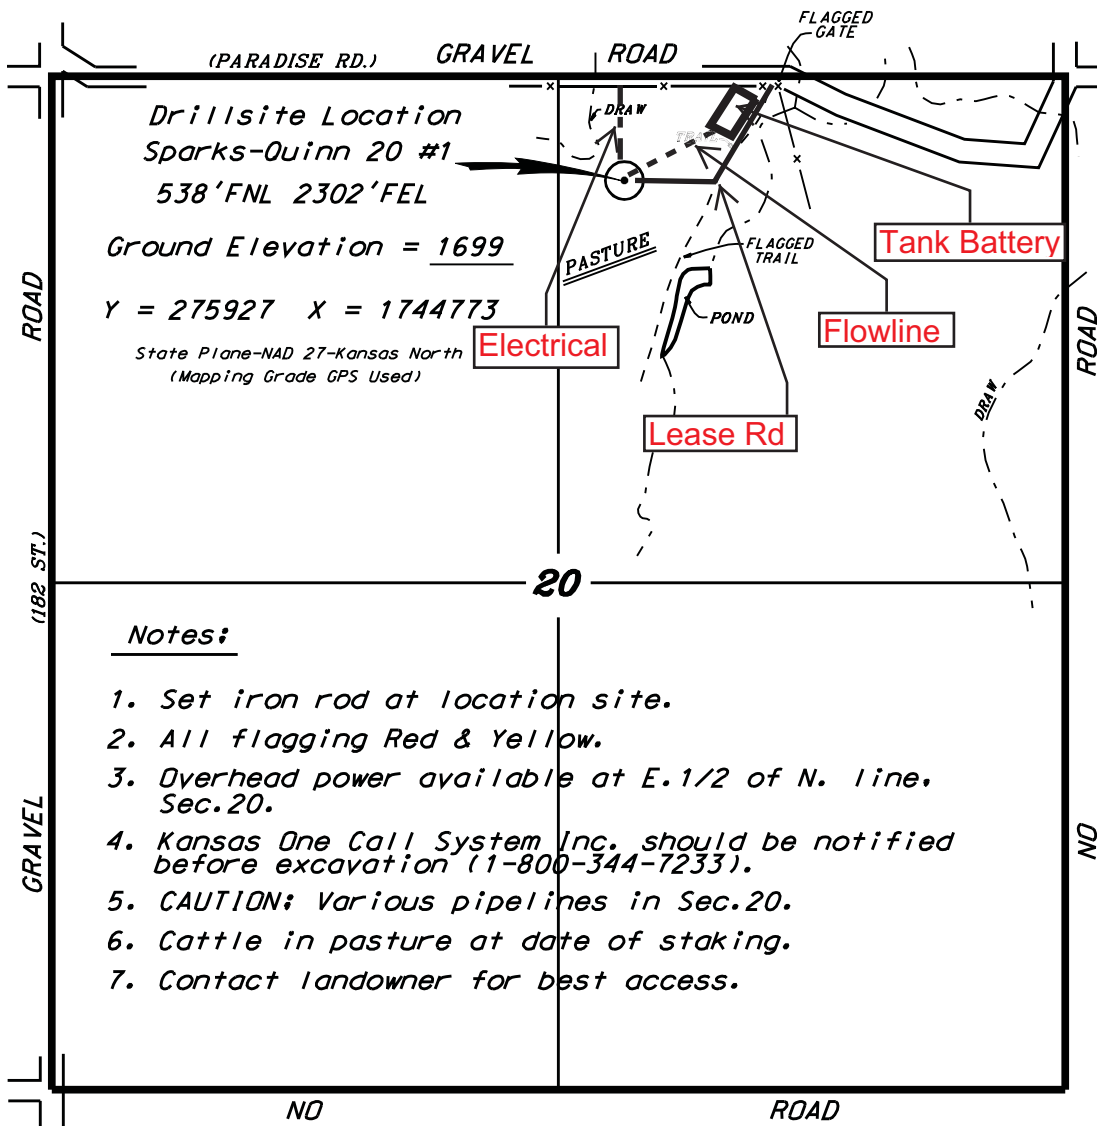 FLAGGED
GATE
(PARADISE RD.) GRAVEL ROAD
Drillsite Location
Sparks-Quinn 20 #1
538'FNL 2302'FEL
Ground Elevation = 1699
Y = 275927 X = 1744773
State Plane-NAD 27-Kansas North
(Mapping Grade GPS Used)
DRAW
Tank Battery
PASTURE
FLAGGED
TRAIL
POND
Electrical
Flowline
Lease Rd
DRAW
ROAD
ROAD
(182 ST.)
20
Notes:
1. Set iron rod at location site.
2. All flagging Red & Yellow.
3. Overhead power available at E.1/2 of N. line,
Sec.20.
4. Kansas One Call System Inc. should be notified
before excavation (1-800-344-7233).
5. CAUTION: Various pipelines in Sec.20.
6. Cattle in pasture at date of staking.
7. Contact landowner for best access.
GRAVEL
NO
NO ROAD